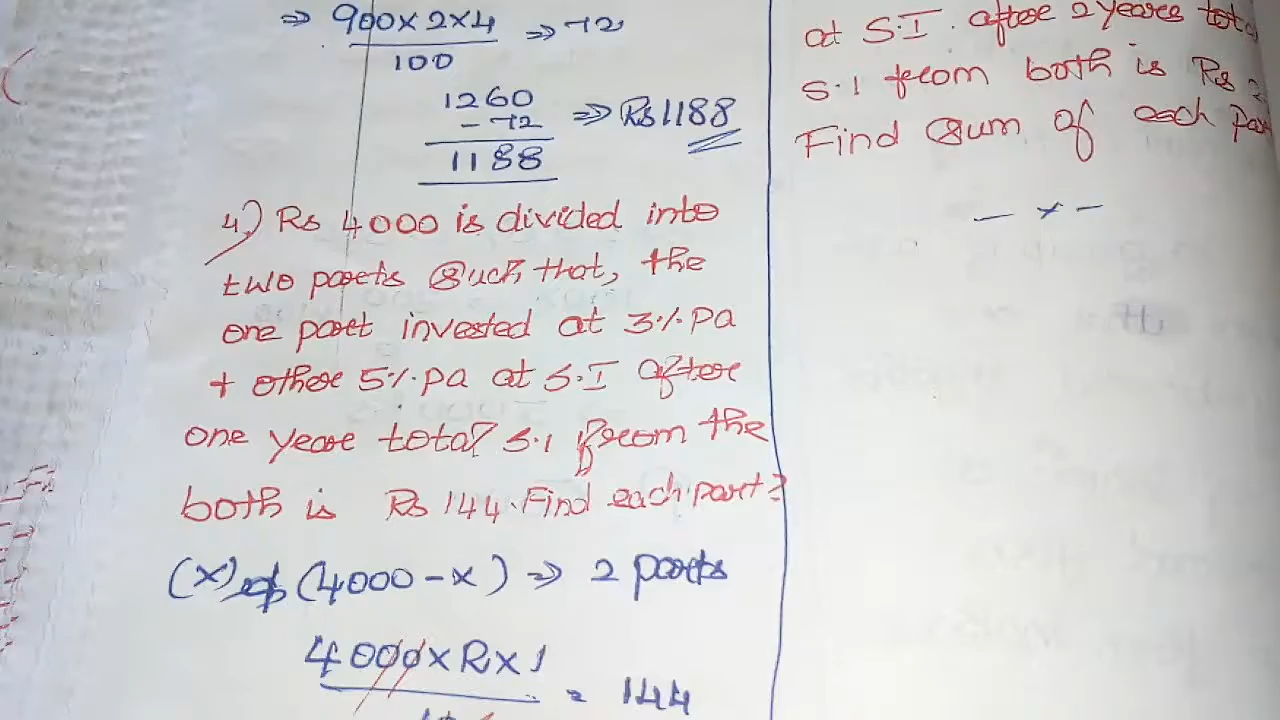 ⇒ 900×2×4 ⇒ 72
100
1260
-72 ⇒ Rs 1188
1188
4) Rs 4000 is divided into
two parts such that, the
one part invested at 3% pa
+ other 5% pa at S.I after
one year total S.I from the
both is Rs 144. Find each part?
(x) (4000-x) ⇒ 2 parts
4000×R×1
= 144
at S.I. after 2 years
S.I from both is Rs
Find sum of each
— × —